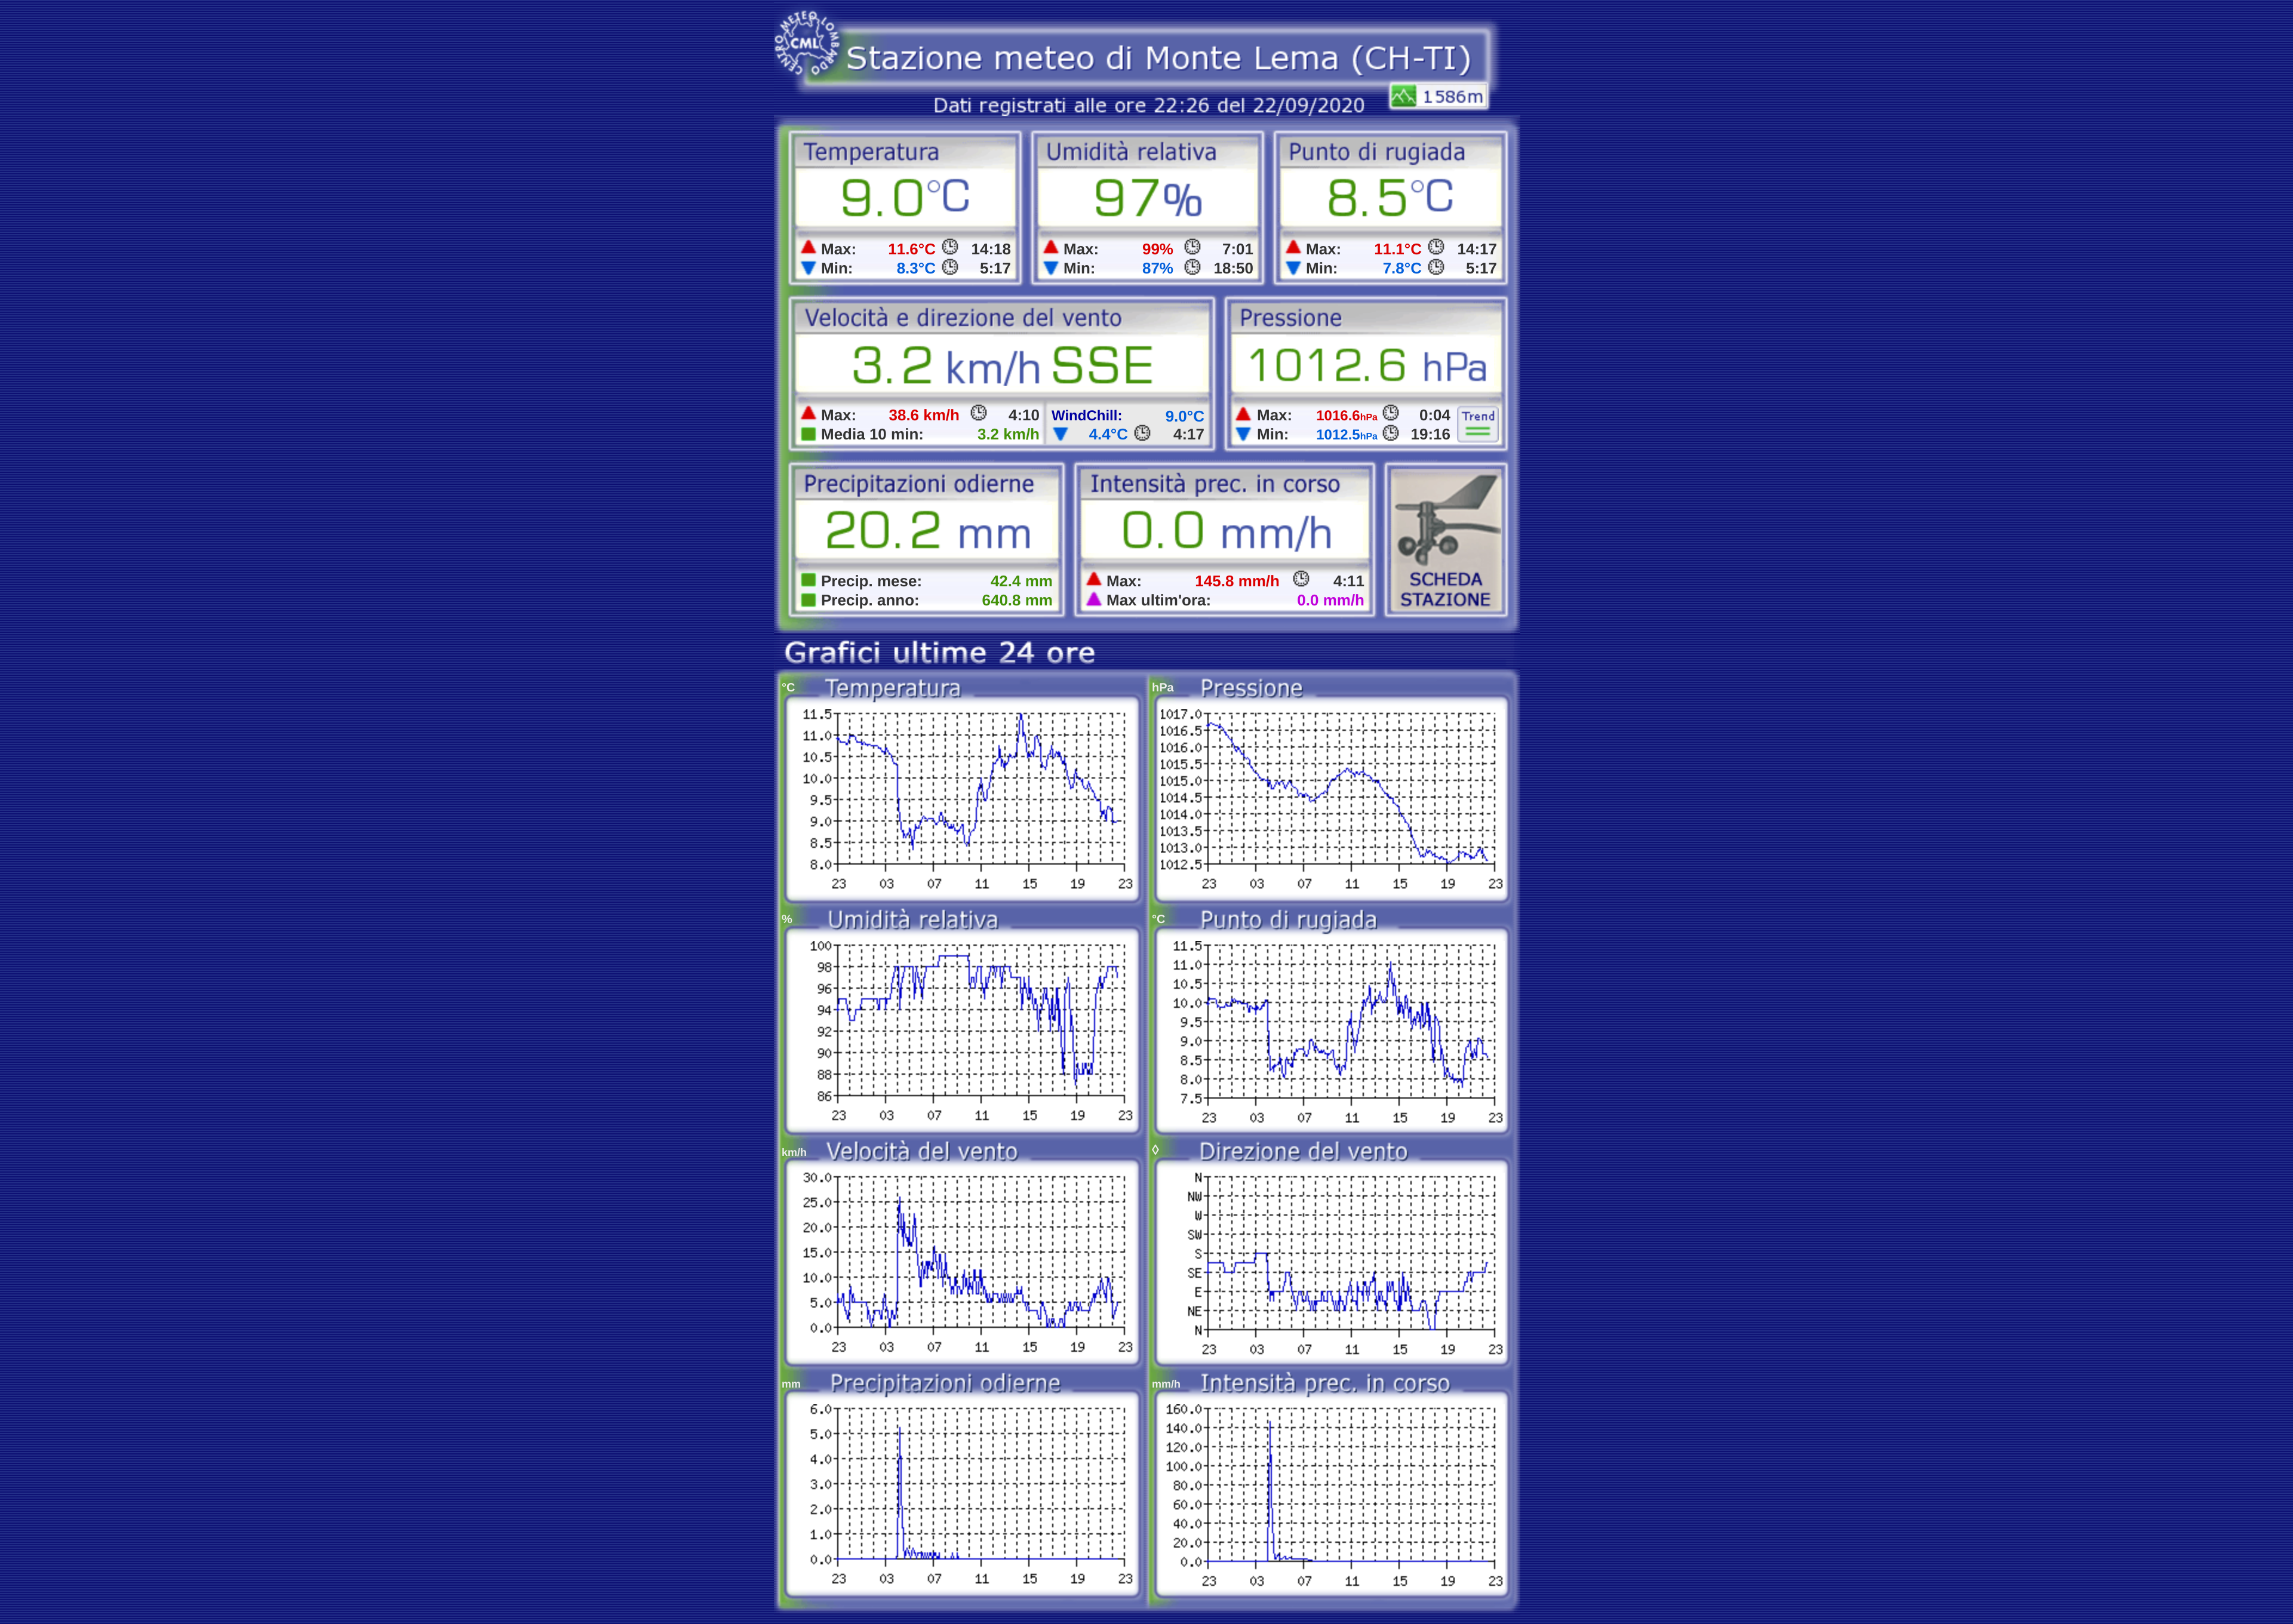 CENTRO METEO LOMBARDO
CML
Stazione meteo di Monte Lema (CH-TI)
1586m
Dati registrati alle ore 22:26 del 22/09/2020
Temperatura
9.0°C
Max: 11.6°C 14:18
Min: 8.3°C 5:17
Umidità relativa
97%
Max: 99% 7:01
Min: 87% 18:50
Punto di rugiada
8.5°C
Max: 11.1°C 14:17
Min: 7.8°C 5:17
Velocità e direzione del vento
3.2 km/h SSE
Max: 38.6 km/h 4:10
Media 10 min: 3.2 km/h
WindChill: 9.0°C
4.4°C 4:17
Pressione
1012.6 hPa
Max: 1016.6hPa 0:04
Min: 1012.5hPa 19:16
Trend
Precipitazioni odierne
20.2 mm
Precip. mese: 42.4 mm
Precip. anno: 640.8 mm
Intensità prec. in corso
0.0 mm/h
Max: 145.8 mm/h 4:11
Max ultim'ora: 0.0 mm/h
SCHEDA
STAZIONE
Grafici ultime 24 ore
°C Temperatura
11.5
11.0
10.5
10.0
9.5
9.0
8.5
8.0
23 03 07 11 15 19 23
hPa Pressione
1017.0
1016.5
1016.0
1015.5
1015.0
1014.5
1014.0
1013.5
1013.0
1012.5
23 03 07 11 15 19 23
% Umidità relativa
100
98
96
94
92
90
88
86
23 03 07 11 15 19 23
°C Punto di rugiada
11.5
11.0
10.5
10.0
9.5
9.0
8.5
8.0
7.5
23 03 07 11 15 19 23
km/h Velocità del vento
30.0
25.0
20.0
15.0
10.0
5.0
0.0
23 03 07 11 15 19 23
◊ Direzione del vento
N
NW
W
SW
S
SE
E
NE
N
23 03 07 11 15 19 23
mm Precipitazioni odierne
6.0
5.0
4.0
3.0
2.0
1.0
0.0
23 03 07 11 15 19 23
mm/h Intensità prec. in corso
160.0
140.0
120.0
100.0
80.0
60.0
40.0
20.0
0.0
23 03 07 11 15 19 23